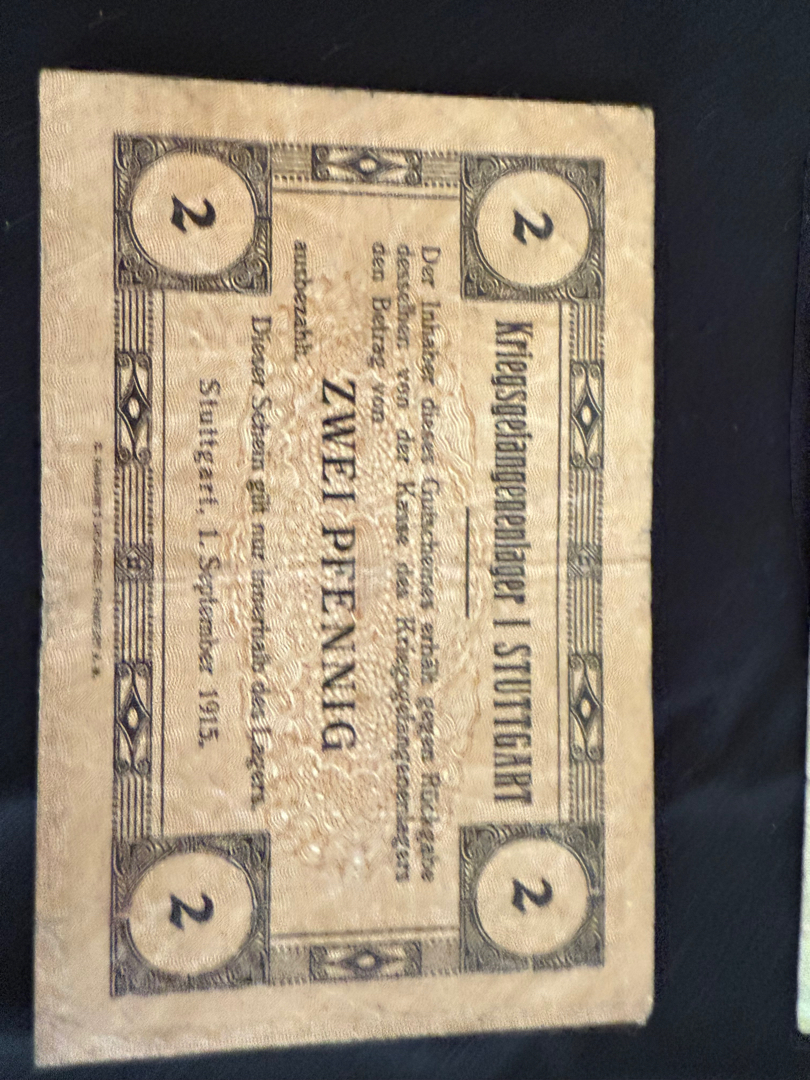 2
2
Kriegsgefangenenlager I STUTTGART
Der Inhaber dieses Gutscheines erhält gegen Rückgabe
desselben von der Kasse des Kriegsgefangenenlagers
den Betrag von
ZWEI PFENNIG
ausbezahlt.
Dieser Schein gilt nur innerhalb des Lagers.
Stuttgart, 1. September 1915.
2
2